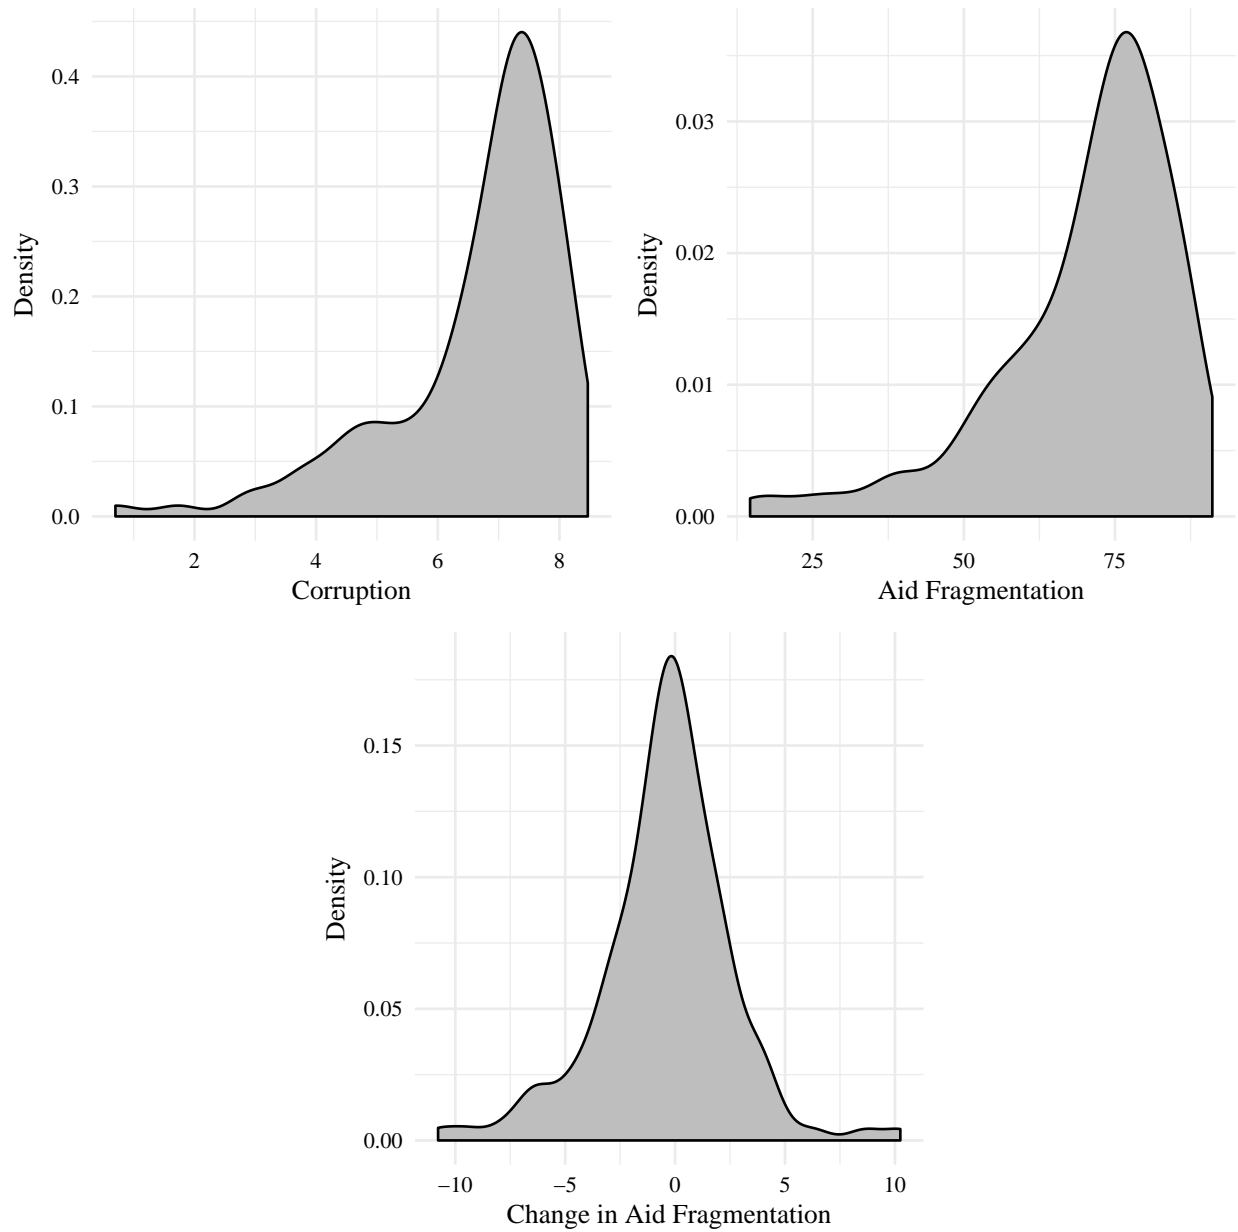 0.4
0.3
0.2
0.1
0.0
Density
2 4 6 8
Corruption
0.03
0.02
0.01
0.00
Density
25 50 75
Aid Fragmentation
0.15
0.10
0.05
0.00
Density
−10 −5 0 5 10
Change in Aid Fragmentation